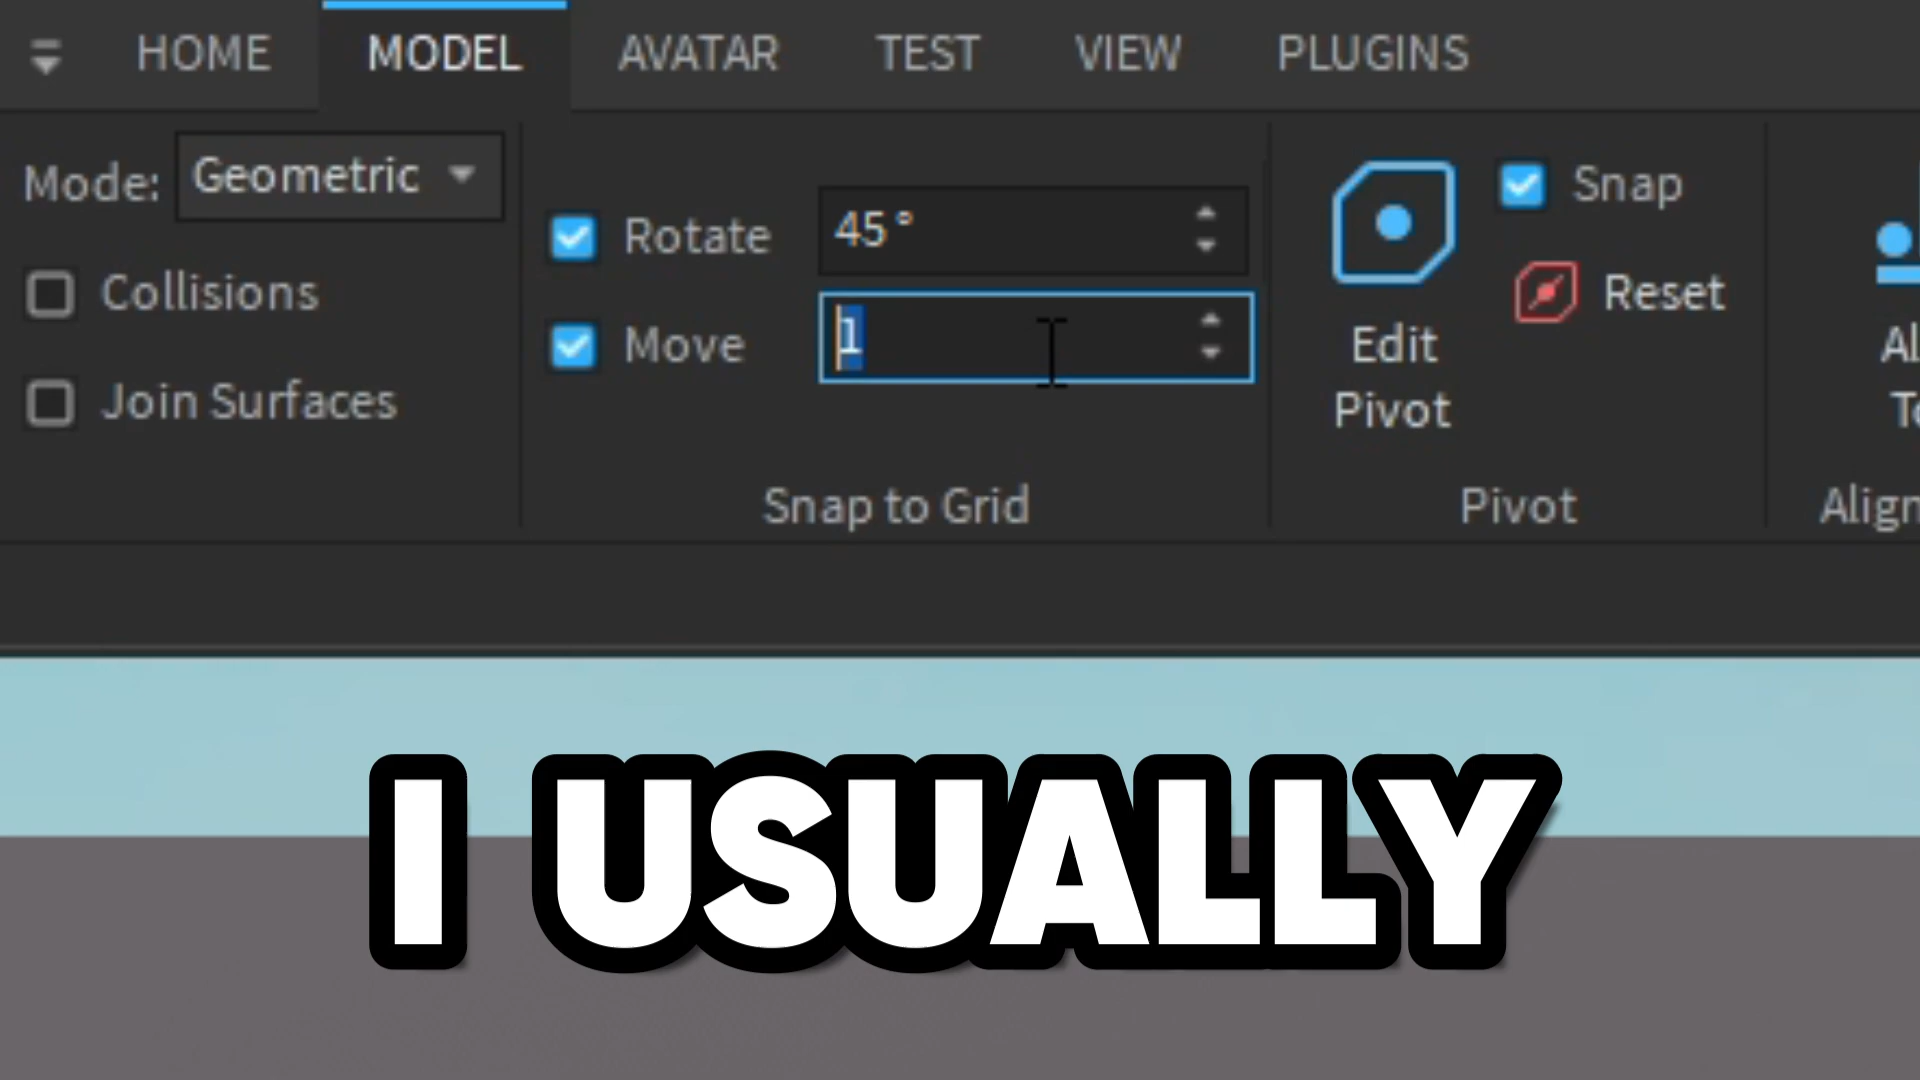 HOME MODEL AVATAR TEST VIEW PLUGINS
Mode: Geometric
Collisions
Join Surfaces
Rotate 45°
Move 1
Snap to Grid
Edit
Pivot
Snap
Reset
Pivot
I USUALLY